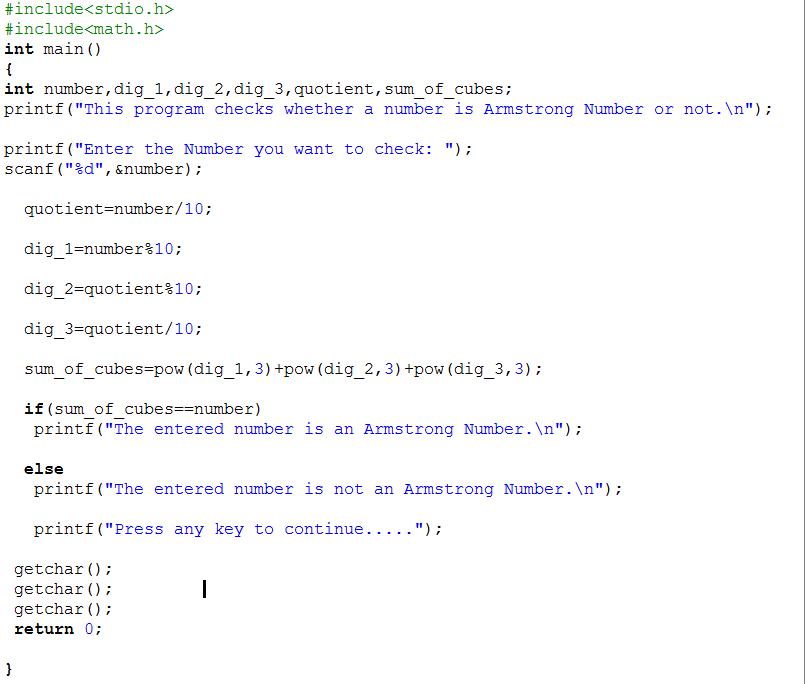 #include<stdio.h>
#include<math.h>
int main()
{
int number,dig_1,dig_2,dig_3,quotient,sum_of_cubes;
printf("This program checks whether a number is Armstrong Number or not.\n");
printf("Enter the Number you want to check: ");
scanf("%d",&number);
quotient=number/10;
dig_1=number%10;
dig_2=quotient%10;
dig_3=quotient/10;
sum_of_cubes=pow(dig_1,3)+pow(dig_2,3)+pow(dig_3,3);
if(sum_of_cubes==number)
printf("The entered number is an Armstrong Number.\n");
else
printf("The entered number is not an Armstrong Number.\n");
printf("Press any key to continue.....");
getchar();
getchar();
getchar();
return 0;
}